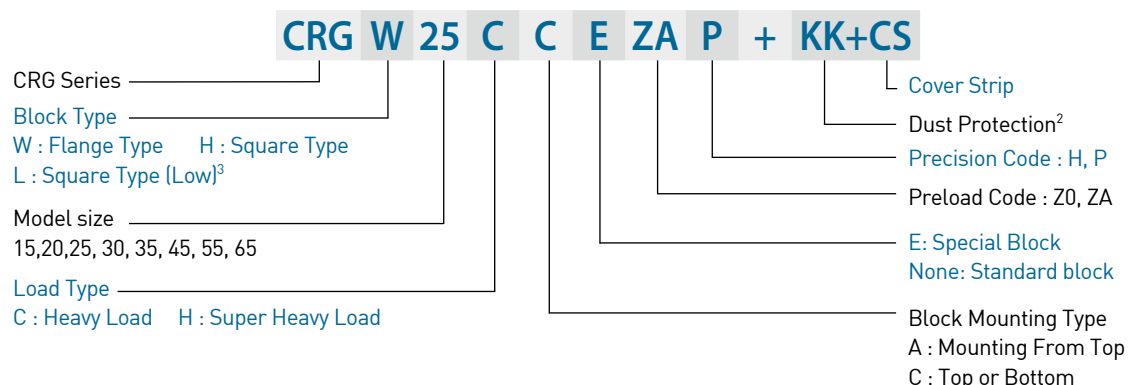 CRG W 25 C C E ZA P + KK+CS
CRG Series
Block Type
W : Flange Type H : Square Type
L : Square Type (Low)3
Model size
15,20,25, 30, 35, 45, 55, 65
Load Type
C : Heavy Load H : Super Heavy Load
Cover Strip
Dust Protection2
Precision Code : H, P
Preload Code : Z0, ZA
E: Special Block
None: Standard block
Block Mounting Type
A : Mounting From Top
C : Top or Bottom